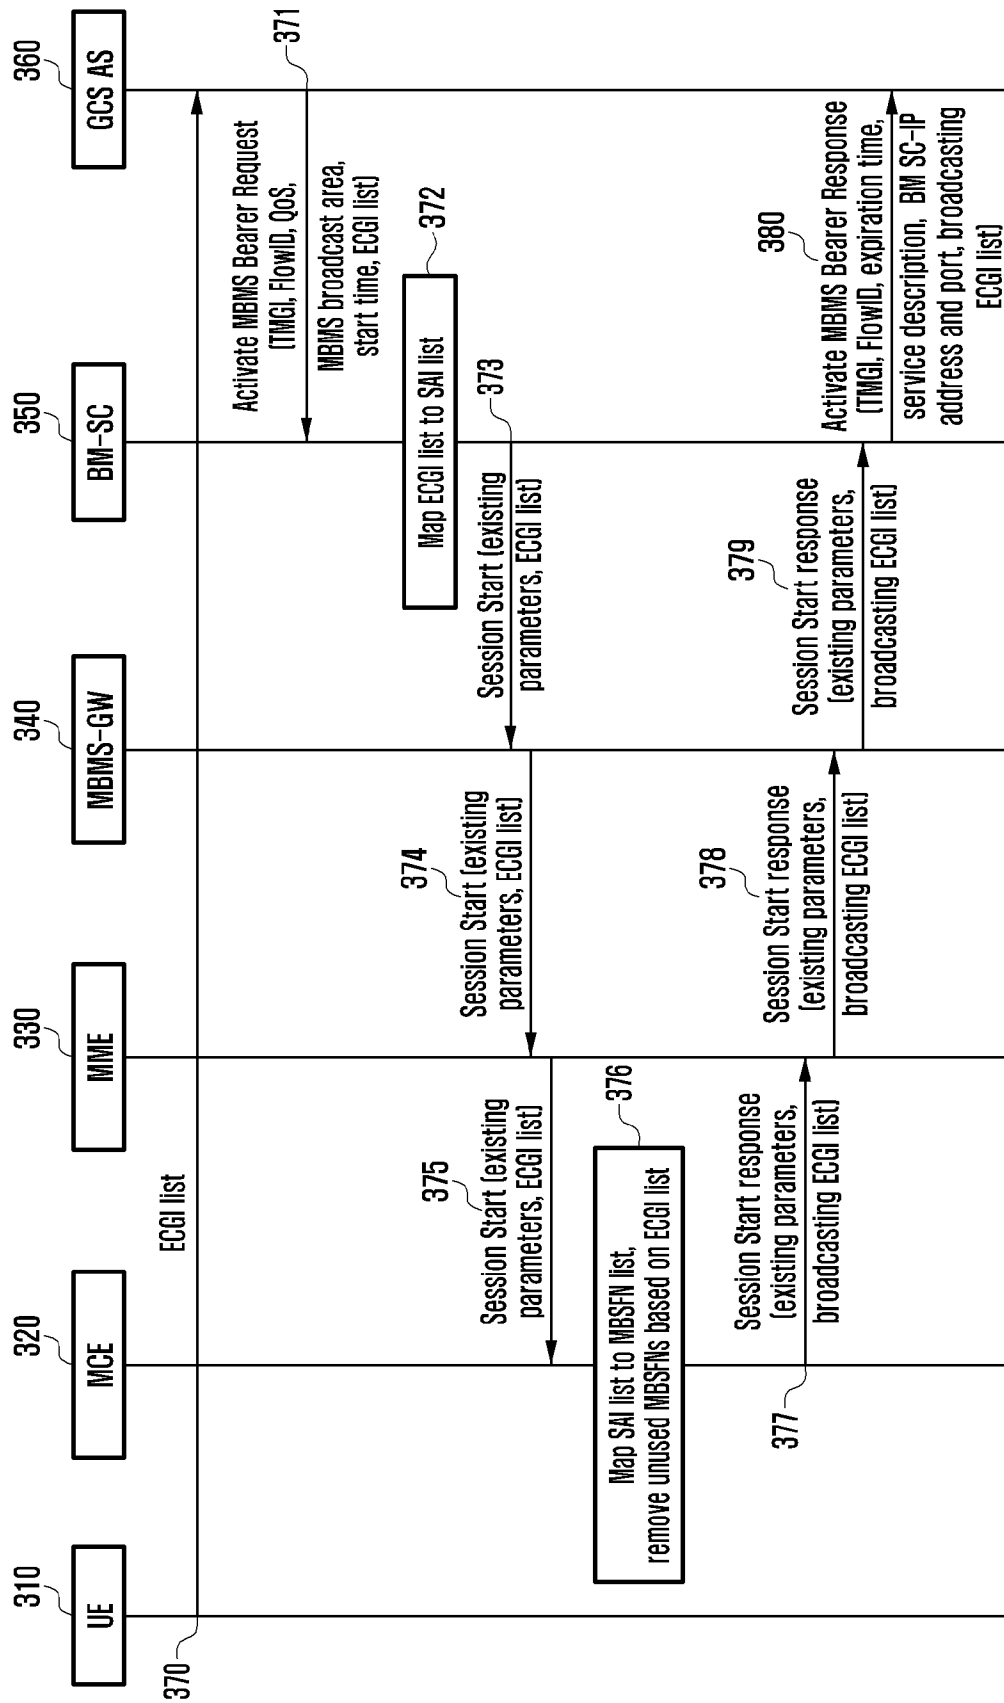 310
320
330
340
350
360
UE
MCE
MME
MBMS-GW
BM-SC
GCS AS
370
ECGI list
371
Activate MBMS Bearer Request
(TMGI, FlowID, QoS,
MBMS broadcast area,
start time, ECGI list)
372
Map ECGI list to SAI list
373
Session Start (existing
parameters, ECGI list)
374
Session Start (existing
parameters, ECGI list)
375
Session Start (existing
parameters, ECGI list)
376
Map SAI list to MBSFN list,
remove unused MBSFNs based on ECGI list
377
Session Start response
(existing parameters,
broadcasting ECGI list)
378
Session Start response
(existing parameters,
broadcasting ECGI list)
379
Session Start response
(existing parameters,
broadcasting ECGI list)
380
Activate MBMS Bearer Response
(TMGI, FlowID, expiration time,
service description, BM SC-IP
address and port, broadcasting
ECGI list)